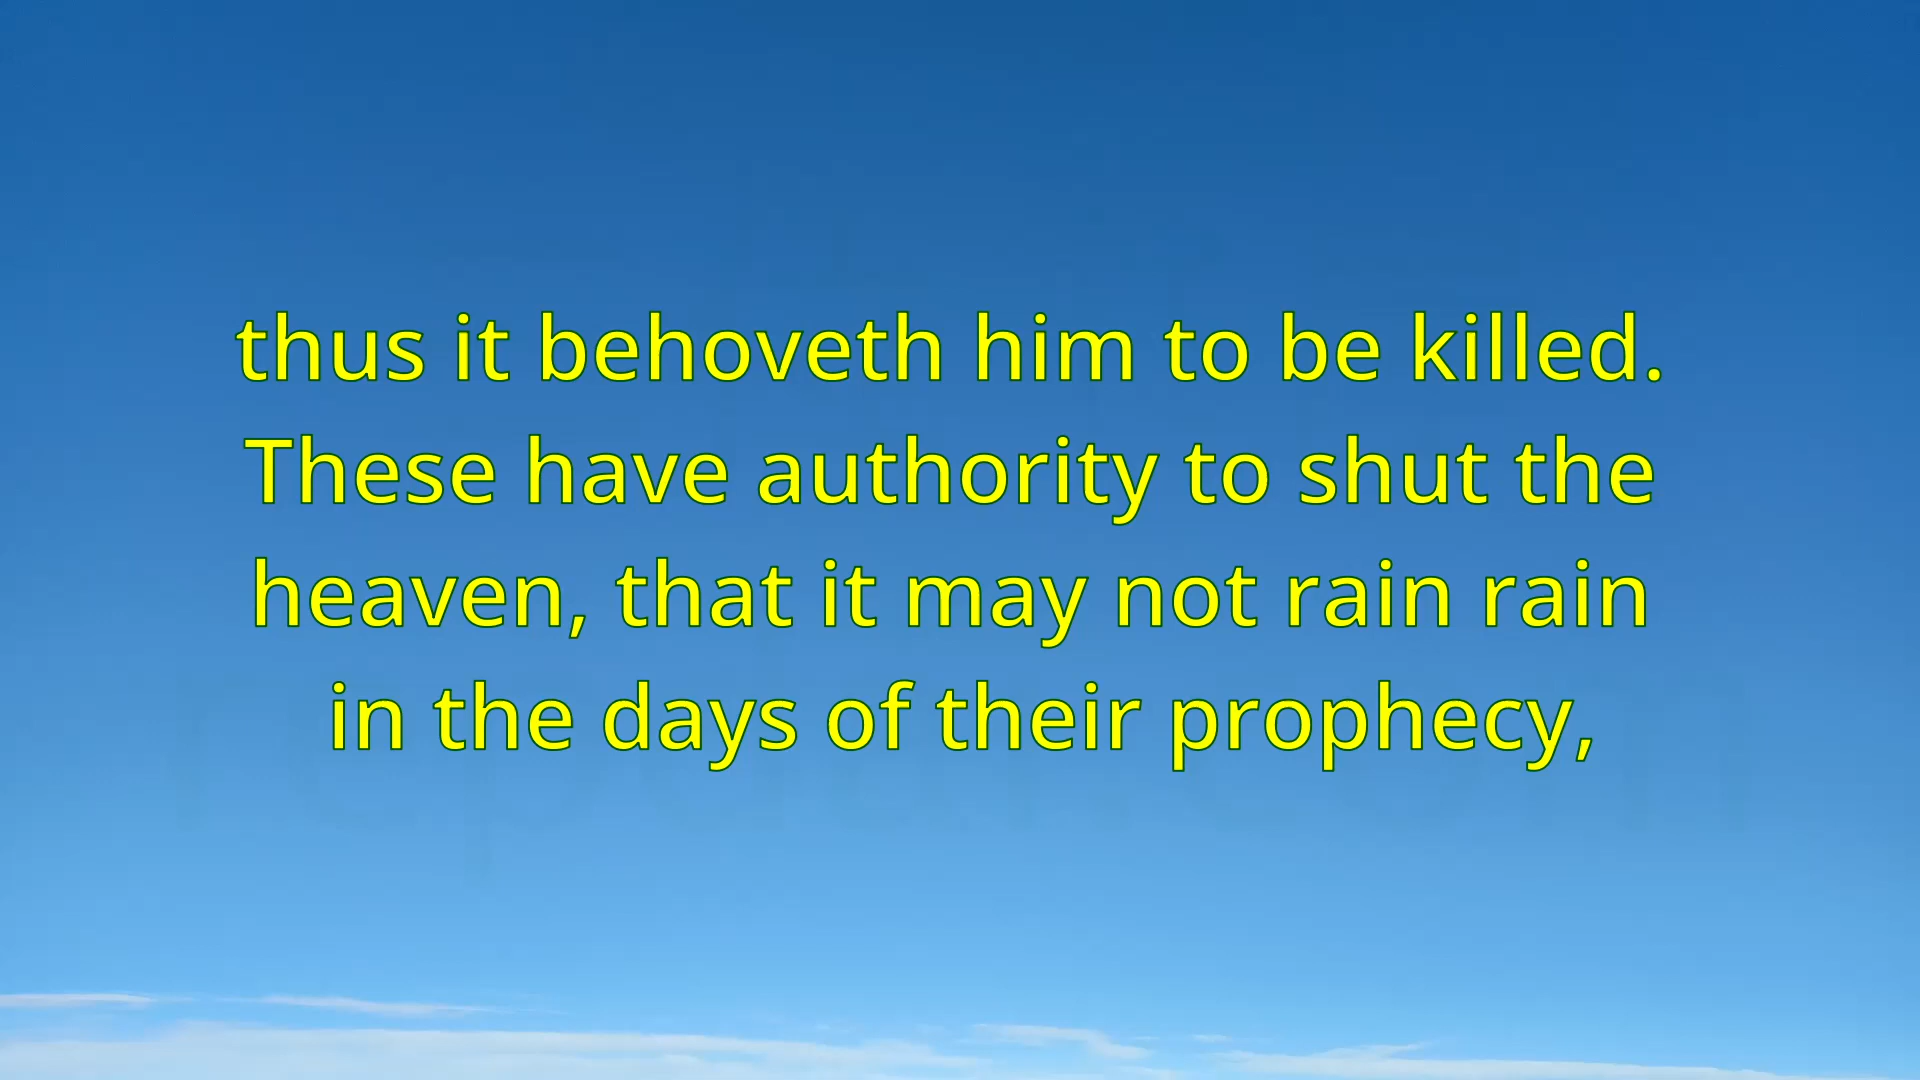 thus it behoveth him to be killed.
These have authority to shut the
heaven, that it may not rain rain
in the days of their prophecy,